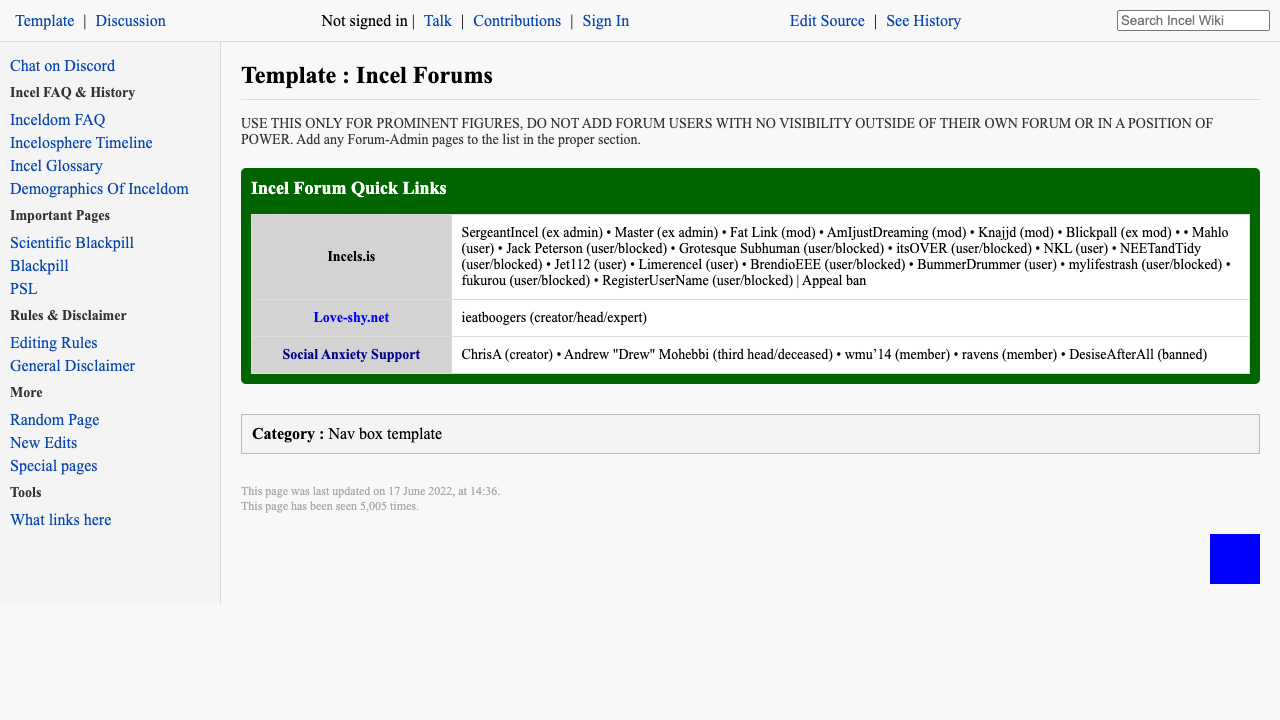 Template | Discussion
Not signed in | Talk | Contributions | Sign In
Edit Source | See History
Search Incel Wiki
Chat on Discord
Incel FAQ & History
Inceldom FAQ
Incelosphere Timeline
Incel Glossary
Demographics Of Inceldom
Important Pages
Scientific Blackpill
Blackpill
PSL
Rules & Disclaimer
Editing Rules
General Disclaimer
More
Random Page
New Edits
Special pages
Tools
What links here
Template : Incel Forums
USE THIS ONLY FOR PROMINENT FIGURES, DO NOT ADD FORUM USERS WITH NO VISIBILITY OUTSIDE OF THEIR OWN FORUM OR IN A POSITION OF
POWER. Add any Forum-Admin pages to the list in the proper section.
Incel Forum Quick Links
Incels.is
SergeantIncel (ex admin) • Master (ex admin) • Fat Link (mod) • AmIjustDreaming (mod) • Knajjd (mod) • Blickpall (ex mod) • • Mahlo
(user) • Jack Peterson (user/blocked) • Grotesque Subhuman (user/blocked) • itsOVER (user/blocked) • NKL (user) • NEETandTidy
(user/blocked) • Jet112 (user) • Limerencel (user) • BrendioEEE (user/blocked) • BummerDrummer (user) • mylifestrash (user/blocked) •
fukurou (user/blocked) • RegisterUserName (user/blocked) | Appeal ban
Love-shy.net
ieatboogers (creator/head/expert)
Social Anxiety Support
ChrisA (creator) • Andrew "Drew" Mohebbi (third head/deceased) • wmu’14 (member) • ravens (member) • DesiseAfterAll (banned)
Category : Nav box template
This page was last updated on 17 June 2022, at 14:36.
This page has been seen 5,005 times.